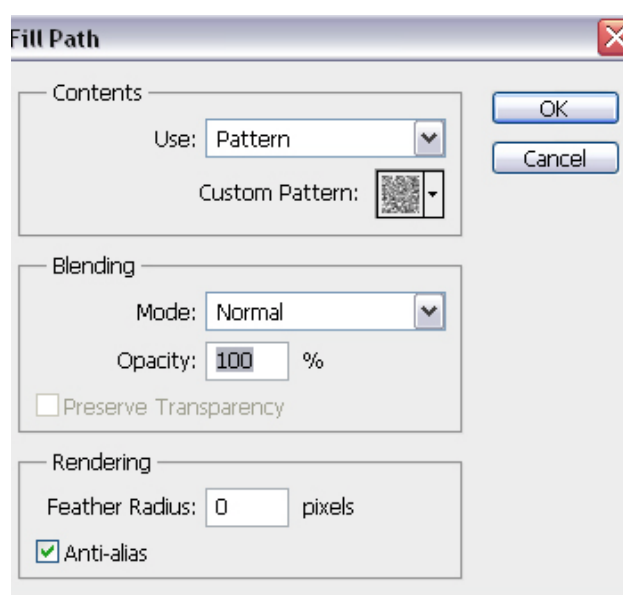 Fill Path
Contents
OK
Use: Pattern
Cancel
Custom Pattern:
Blending
Mode: Normal
Opacity: 100 %
Preserve Transparency
Rendering
Feather Radius: 0 pixels
Anti-alias